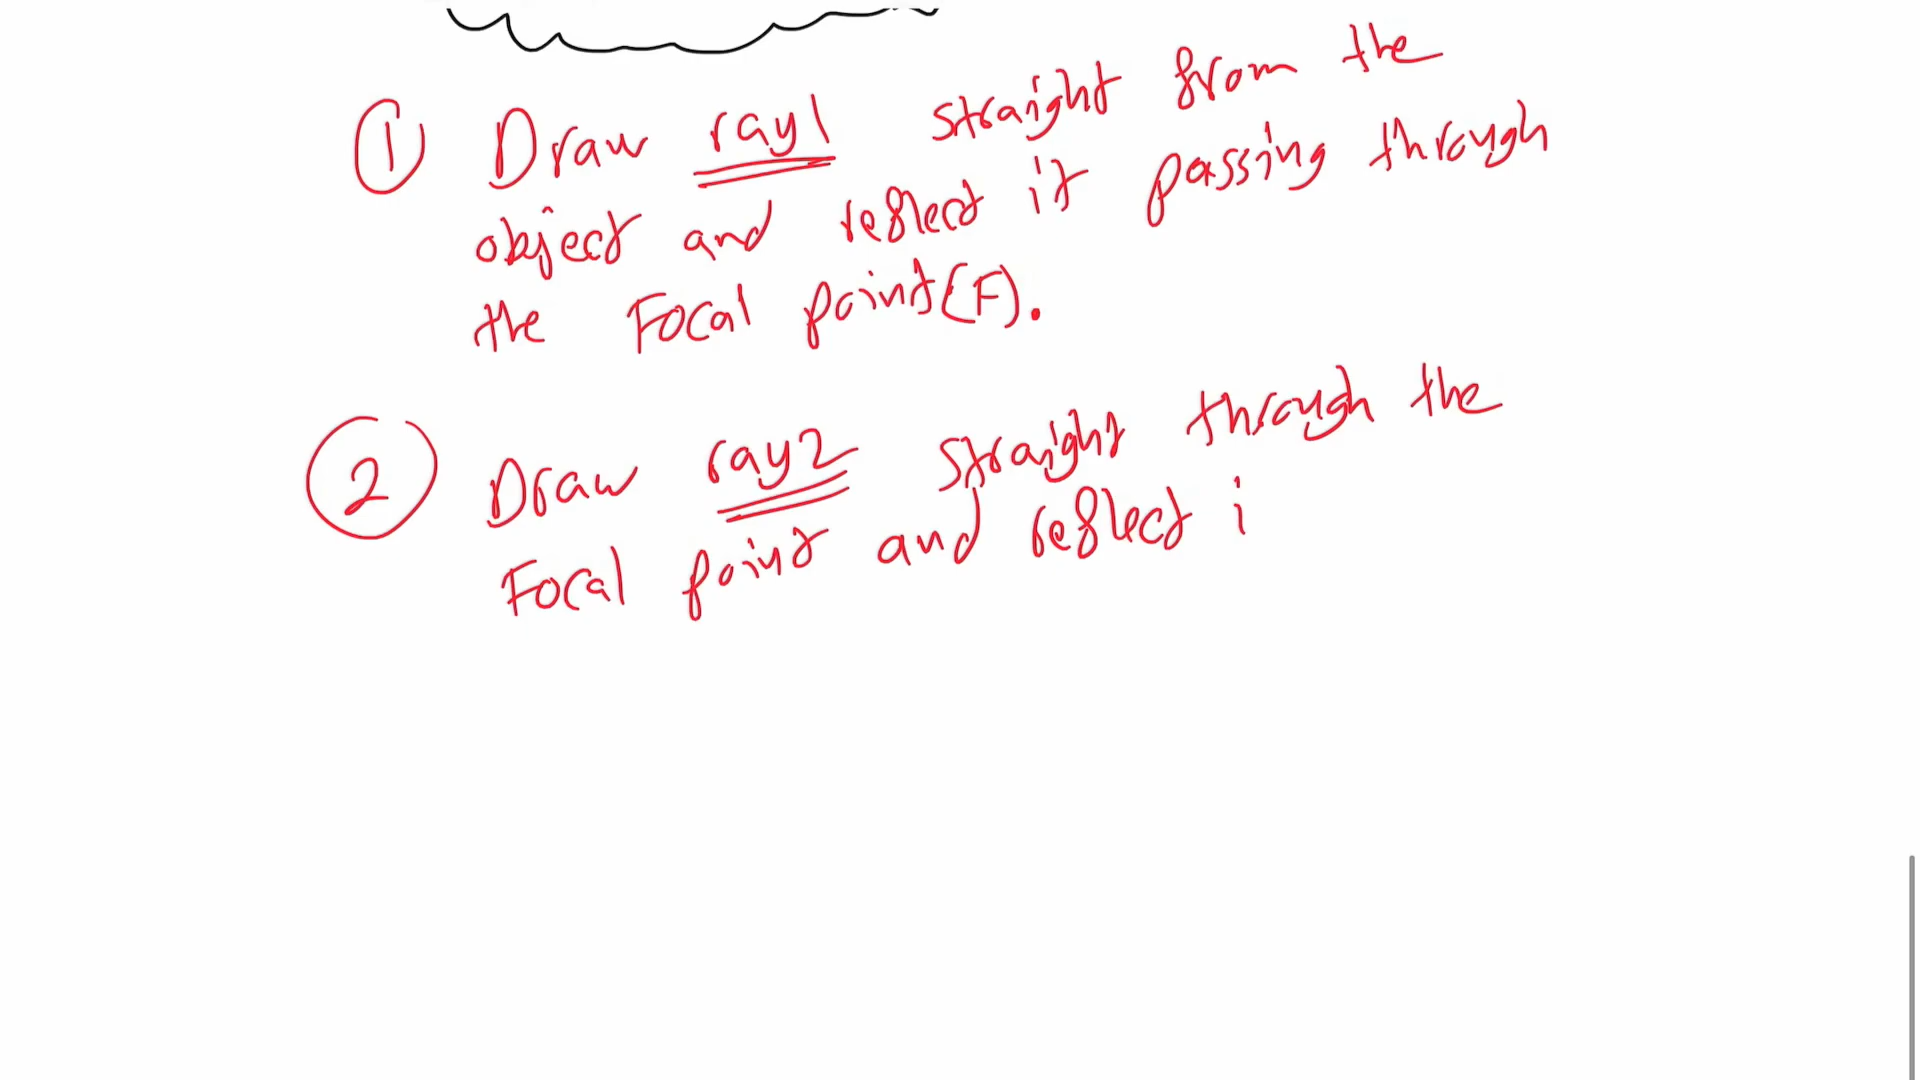 ① Draw ray1 straight from the
object and reflect it passing through
the Focal point(F).
② Draw ray2 straight through the
Focal point and reflect i